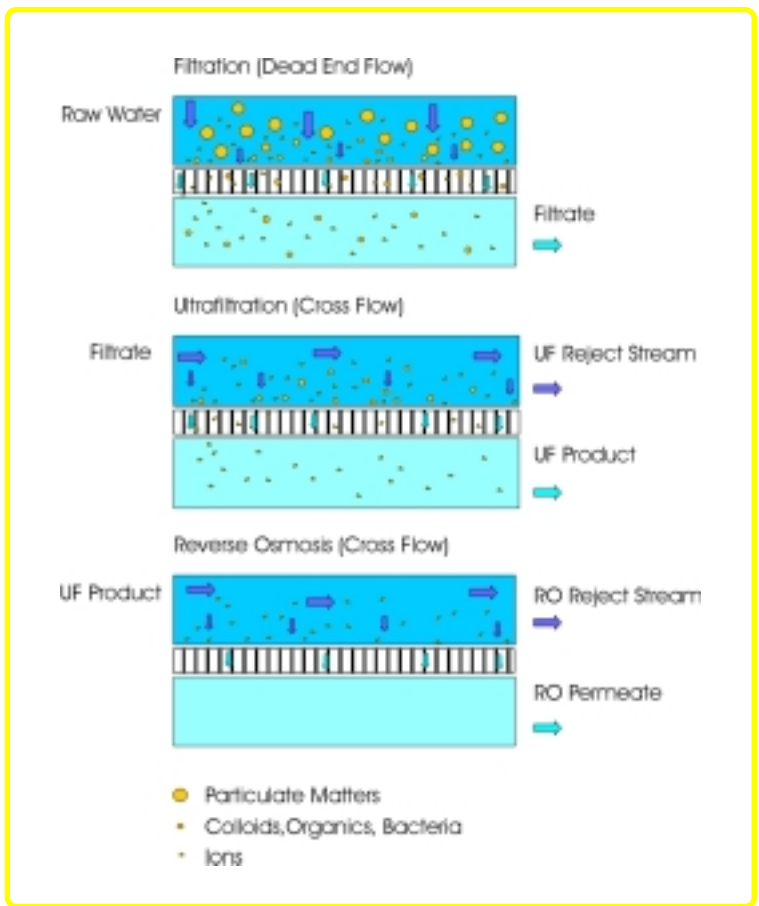 Filtration (Dead End Flow)
Raw Water
Filtrate
Ultrafiltration (Cross Flow)
Filtrate
UF Reject Stream
UF Product
Reverse Osmosis (Cross Flow)
UF Product
RO Reject Stream
RO Permeate
Particulate Matters
Colloids,Organics, Bacteria
Ions